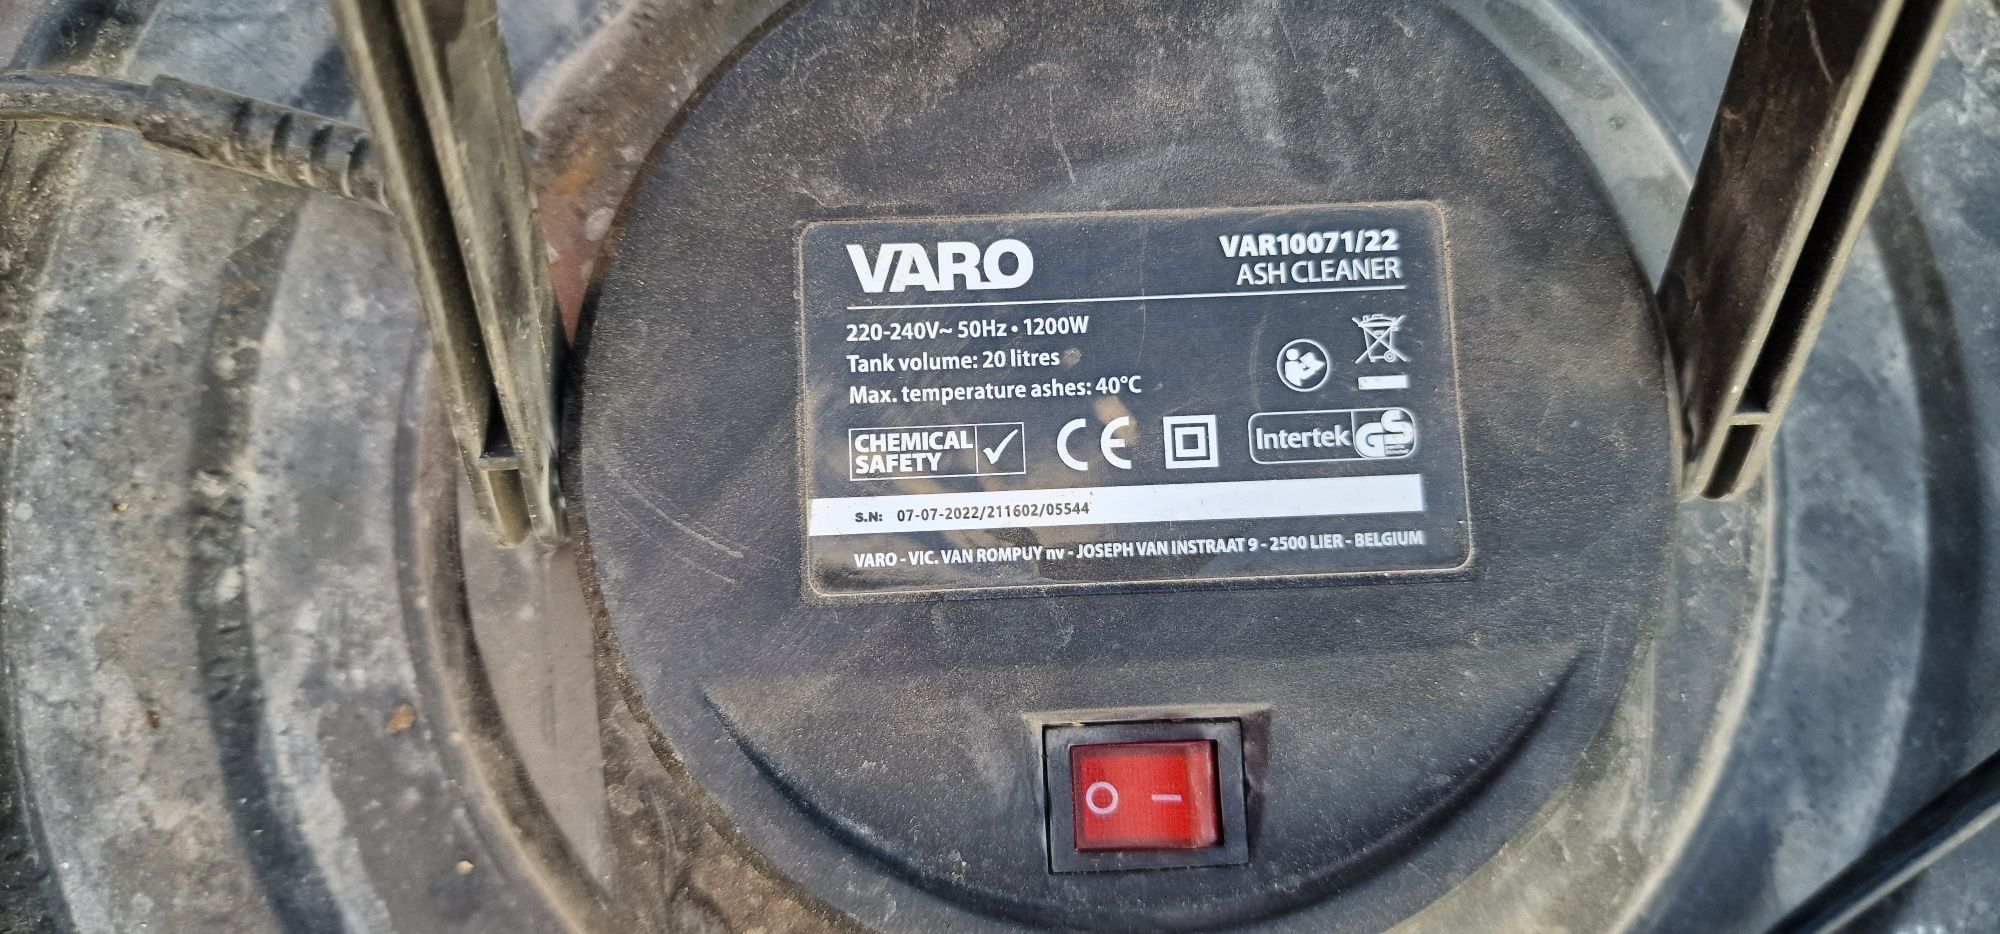 VARO
VAR10071/22
ASH CLEANER
220-240V~ 50Hz • 1200W
Tank volume: 20 litres
Max. temperature ashes: 40°C
CHEMICAL
SAFETY
CE
Intertek
GS
S.N: 07-07-2022/211602/05544
VARO - VIC. VAN ROMPUY nv - JOSEPH VAN INSTRAAT 9 - 2500 LIER - BELGIUM
O I